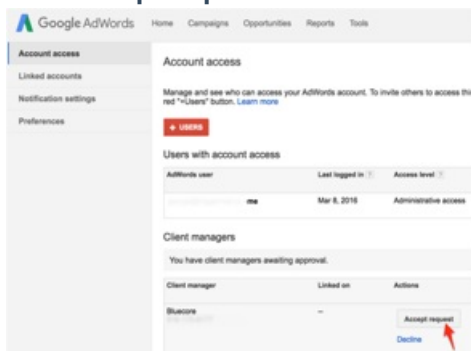 Google AdWords Home Campaigns Opportunities Reports Tools
Account access
Linked accounts
Notification settings
Preferences
Account access
Manage and see who can access your AdWords account. To invite others to access thi
red "+Users" button. Learn more
+ USERS
Users with account access
AdWords user Last logged in ? Access level ?
me Mar 8, 2016 Administrative access
Client managers
You have client managers awaiting approval.
Client manager Linked on Actions
Bluecore – Accept request
Decline